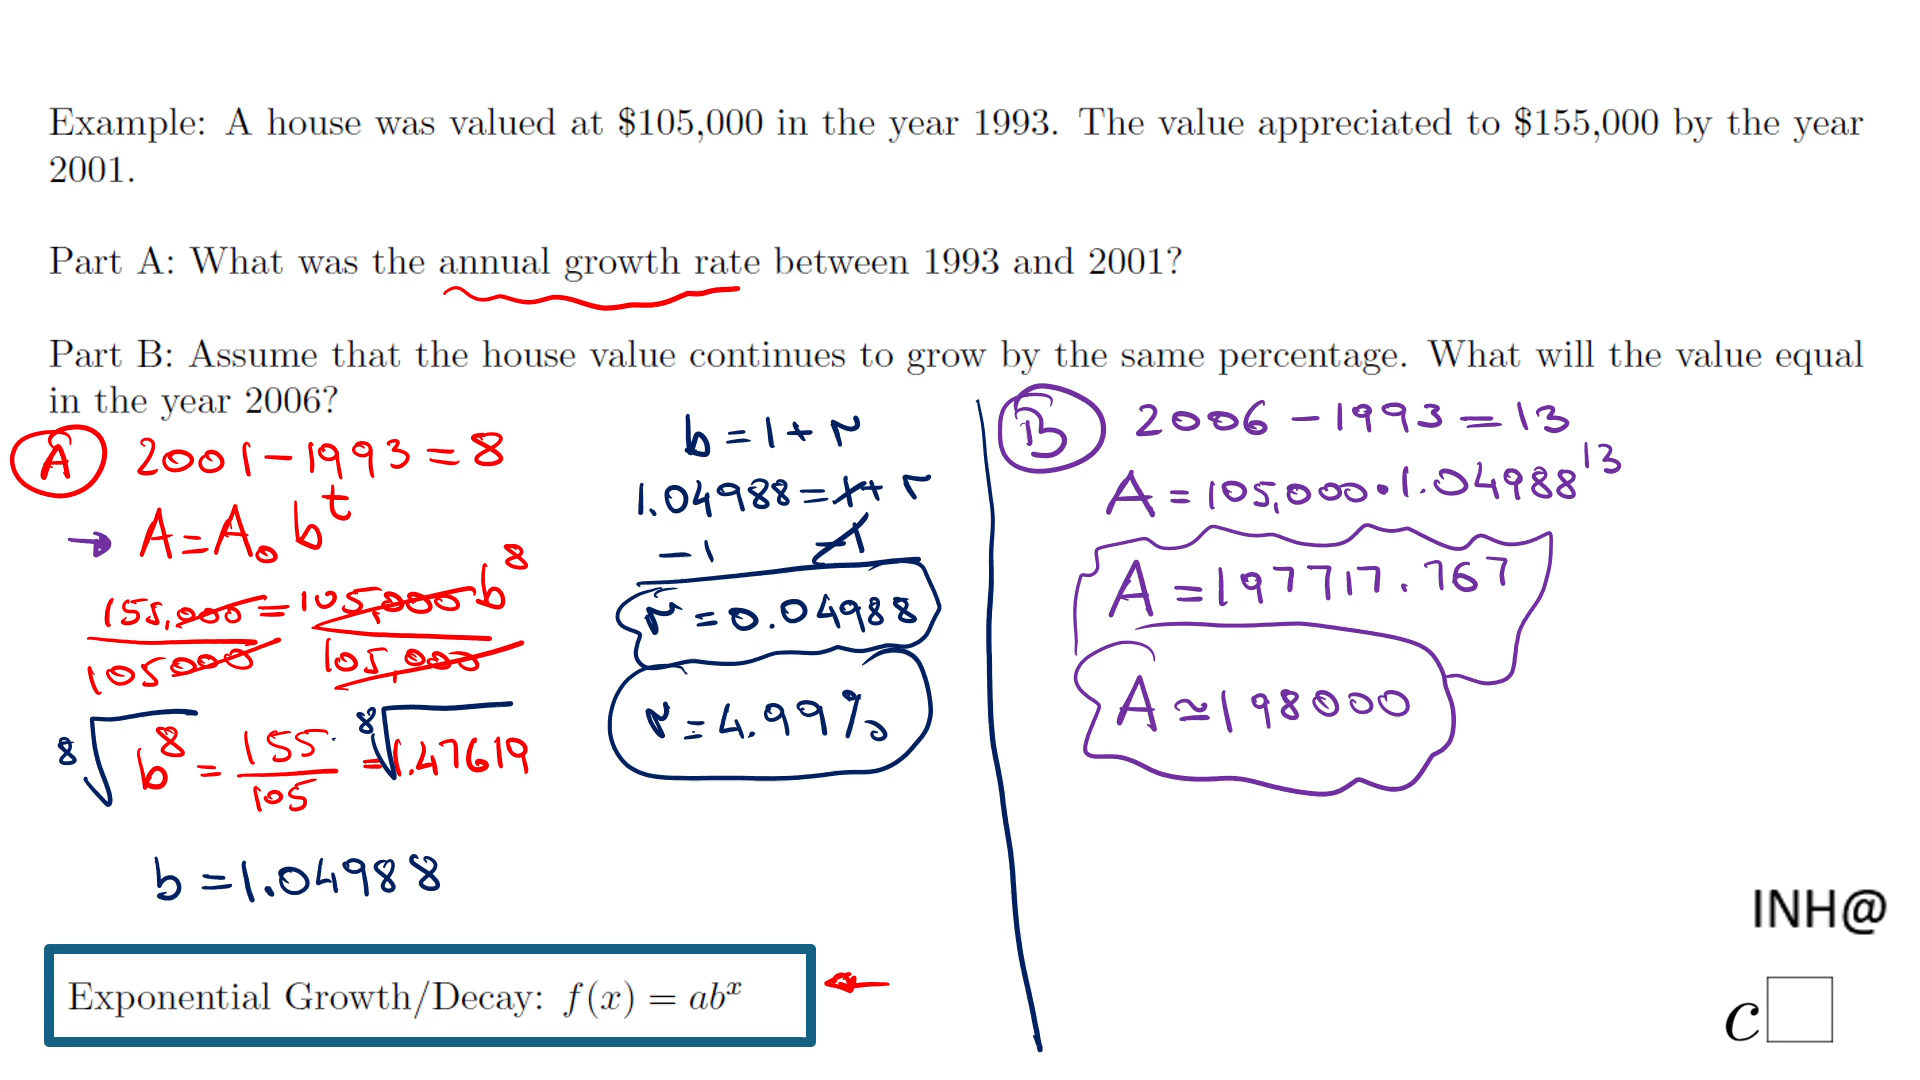 Example: A house was valued at $105,000 in the year 1993. The value appreciated to $155,000 by the year
2001.
Part A: What was the annual growth rate between 1993 and 2001?
Part B: Assume that the house value continues to grow by the same percentage. What will the value equal
in the year 2006?
A 2001-1993=8
→ A=A₀ b^t
155,000=105,000 b^8
105000 105,000
8√b^8 = 155/105 = 8√1.47619
b=1.04988
b=1+r
1.04988=1+r
-1 -1
r=0.04988
r=4.99%
B 2006-1993=13
A=105,000•1.04988^13
A=197717.767
A≃198000
Exponential Growth/Decay: f(x) = ab^x
INH@
c